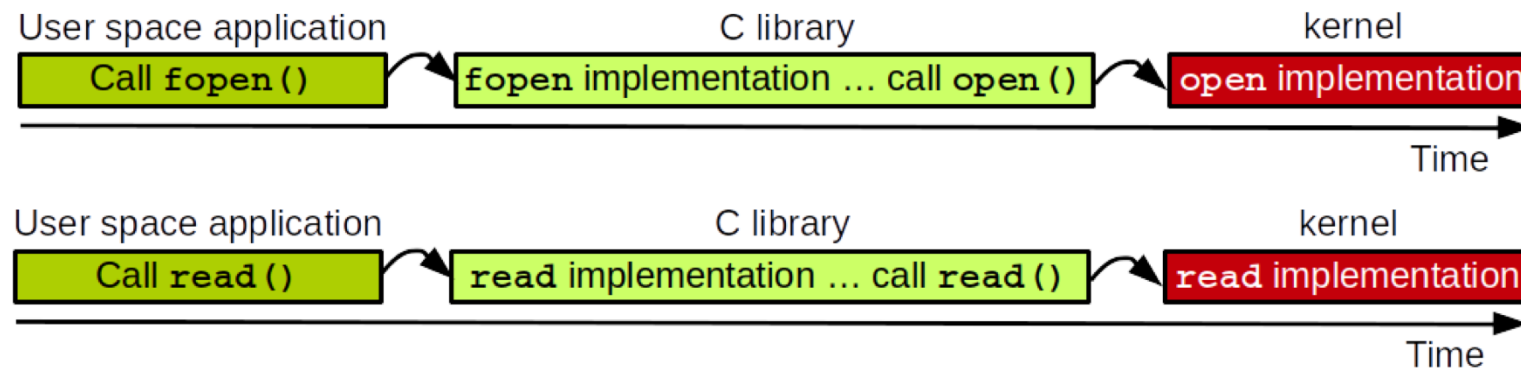 User space application C library kernel
Call fopen() fopen implementation ... call open() open implementation
Time
User space application C library kernel
Call read() read implementation ... call read() read implementation
Time